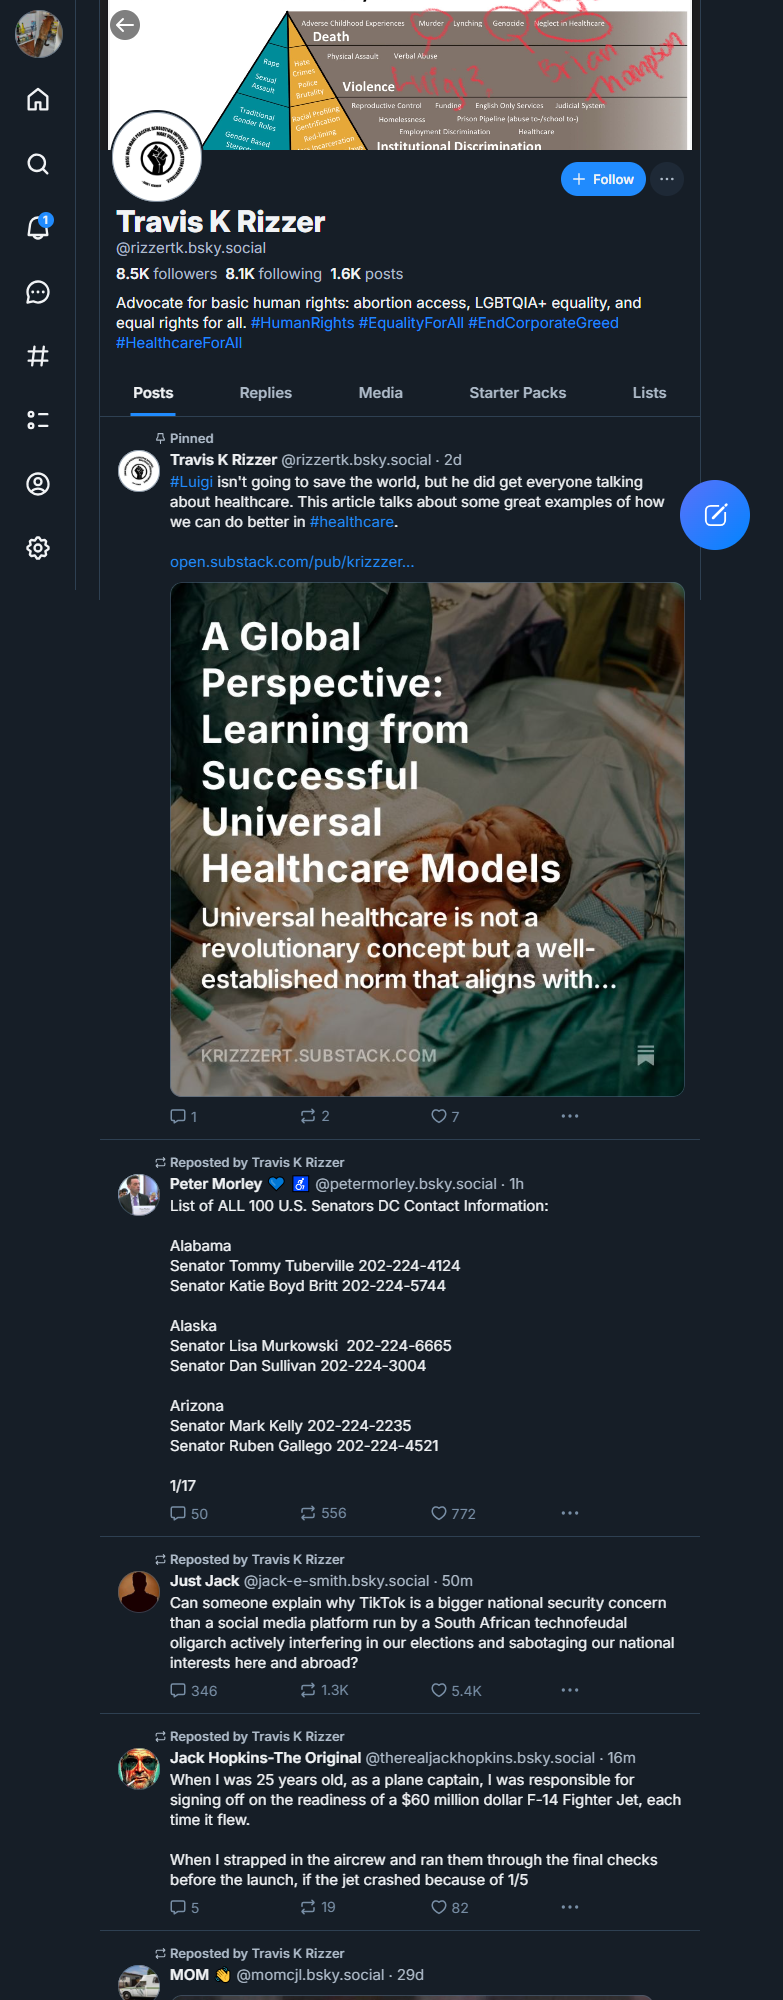 Adverse Childhood Experiences Murder Lynching Genocide Neglect in Healthcare
Death
Physical Assault Verbal Abuse
Luigi?
Brian
Thompson
Violence
Rape
Hate
Crimes
Sexual
Assault
Police
Brutality
Reproductive Control Funding English Only Services Judicial System
Homelessness Prison Pipeline (abuse to-/school to-)
Employment Discrimination Healthcare
Institutional Discrimination
Traditional
Gender Roles
Racial Profiling
Gentrification
Gender Based
Red-lining
Follow
Travis K Rizzer
@rizzertk.bsky.social
8.5K followers 8.1K following 1.6K posts
Advocate for basic human rights: abortion access, LGBTQIA+ equality, and
equal rights for all. #HumanRights #EqualityForAll #EndCorporateGreed
#HealthcareForAll
Posts Replies Media Starter Packs Lists
1
Pinned
Travis K Rizzer @rizzertk.bsky.social · 2d
#Luigi isn't going to save the world, but he did get everyone talking
about healthcare. This article talks about some great examples of how
we can do better in #healthcare.
open.substack.com/pub/krizzzer...
A Global
Perspective:
Learning from
Successful
Universal
Healthcare Models
Universal healthcare is not a
revolutionary concept but a well-
established norm that aligns with...
KRIZZZERT.SUBSTACK.COM
1 2 7
Reposted by Travis K Rizzer
Peter Morley 💙 ♿ @petermorley.bsky.social · 1h
List of ALL 100 U.S. Senators DC Contact Information:
Alabama
Senator Tommy Tuberville 202-224-4124
Senator Katie Boyd Britt 202-224-5744
Alaska
Senator Lisa Murkowski 202-224-6665
Senator Dan Sullivan 202-224-3004
Arizona
Senator Mark Kelly 202-224-2235
Senator Ruben Gallego 202-224-4521
1/17
50 556 772
Reposted by Travis K Rizzer
Just Jack @jack-e-smith.bsky.social · 50m
Can someone explain why TikTok is a bigger national security concern
than a social media platform run by a South African technofeudal
oligarch actively interfering in our elections and sabotaging our national
interests here and abroad?
346 1.3K 5.4K
Reposted by Travis K Rizzer
Jack Hopkins-The Original @therealjackhopkins.bsky.social · 16m
When I was 25 years old, as a plane captain, I was responsible for
signing off on the readiness of a $60 million dollar F-14 Fighter Jet, each
time it flew.
When I strapped in the aircrew and ran them through the final checks
before the launch, if the jet crashed because of 1/5
5 19 82
Reposted by Travis K Rizzer
MOM 👋 @momcjl.bsky.social · 29d